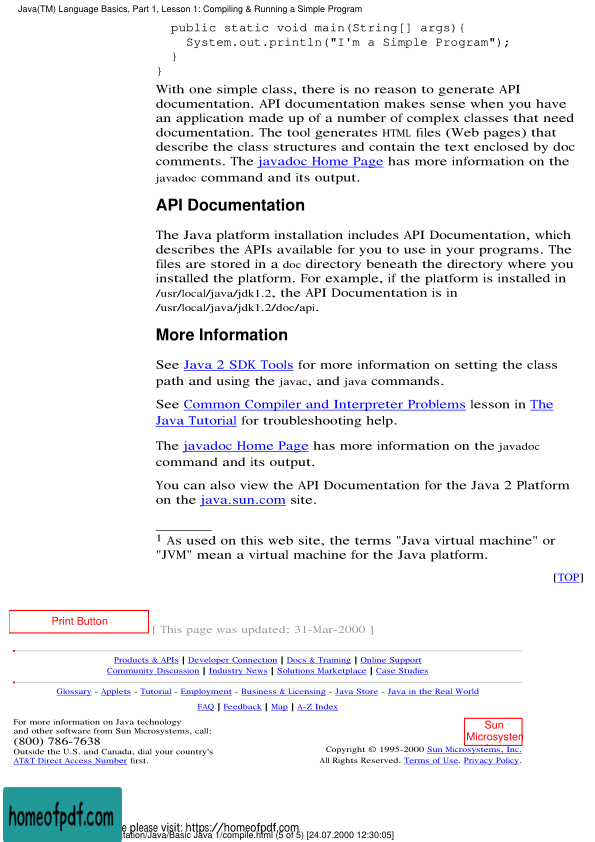 Java(TM) Language Basics, Part 1, Lesson 1: Compiling & Running a Simple Program
public static void main(String[] args){
System.out.println("I'm a Simple Program");
}
}
With one simple class, there is no reason to generate API
documentation. API documentation makes sense when you have
an application made up of a number of complex classes that need
documentation. The tool generates HTML files (Web pages) that
describe the class structures and contain the text enclosed by doc
comments. The javadoc Home Page has more information on the
javadoc command and its output.
API Documentation
The Java platform installation includes API Documentation, which
describes the APIs available for you to use in your programs. The
files are stored in a doc directory beneath the directory where you
installed the platform. For example, if the platform is installed in
/usr/local/java/jdk1.2, the API Documentation is in
/usr/local/java/jdk1.2/doc/api.
More Information
See Java 2 SDK Tools for more information on setting the class
path and using the javac, and java commands.
See Common Compiler and Interpreter Problems lesson in The
Java Tutorial for troubleshooting help.
The javadoc Home Page has more information on the javadoc
command and its output.
You can also view the API Documentation for the Java 2 Platform
on the java.sun.com site.
_______
1 As used on this web site, the terms "Java virtual machine" or
"JVM" mean a virtual machine for the Java platform.
[TOP]
Print Button
[ This page was updated: 31-Mar-2000 ]
Products & APIs | Developer Connection | Docs & Training | Online Support
Community Discussion | Industry News | Solutions Marketplace | Case Studies
Glossary - Applets - Tutorial - Employment - Business & Licensing - Java Store - Java in the Real World
FAQ | Feedback | Map | A-Z Index
For more information on Java technology
and other software from Sun Microsystems, call:
(800) 786-7638
Outside the U.S. and Canada, dial your country's
AT&T Direct Access Number first.
Sun
Microsysten
Copyright © 1995-2000 Sun Microsystems, Inc.
All Rights Reserved. Terms of Use. Privacy Policy.
homeofpdf.com
e please visit: https://homeofpdf.com
tation/Java/Basic Java 1/compile.html (5 of 5) [24.07.2000 12:30:05]